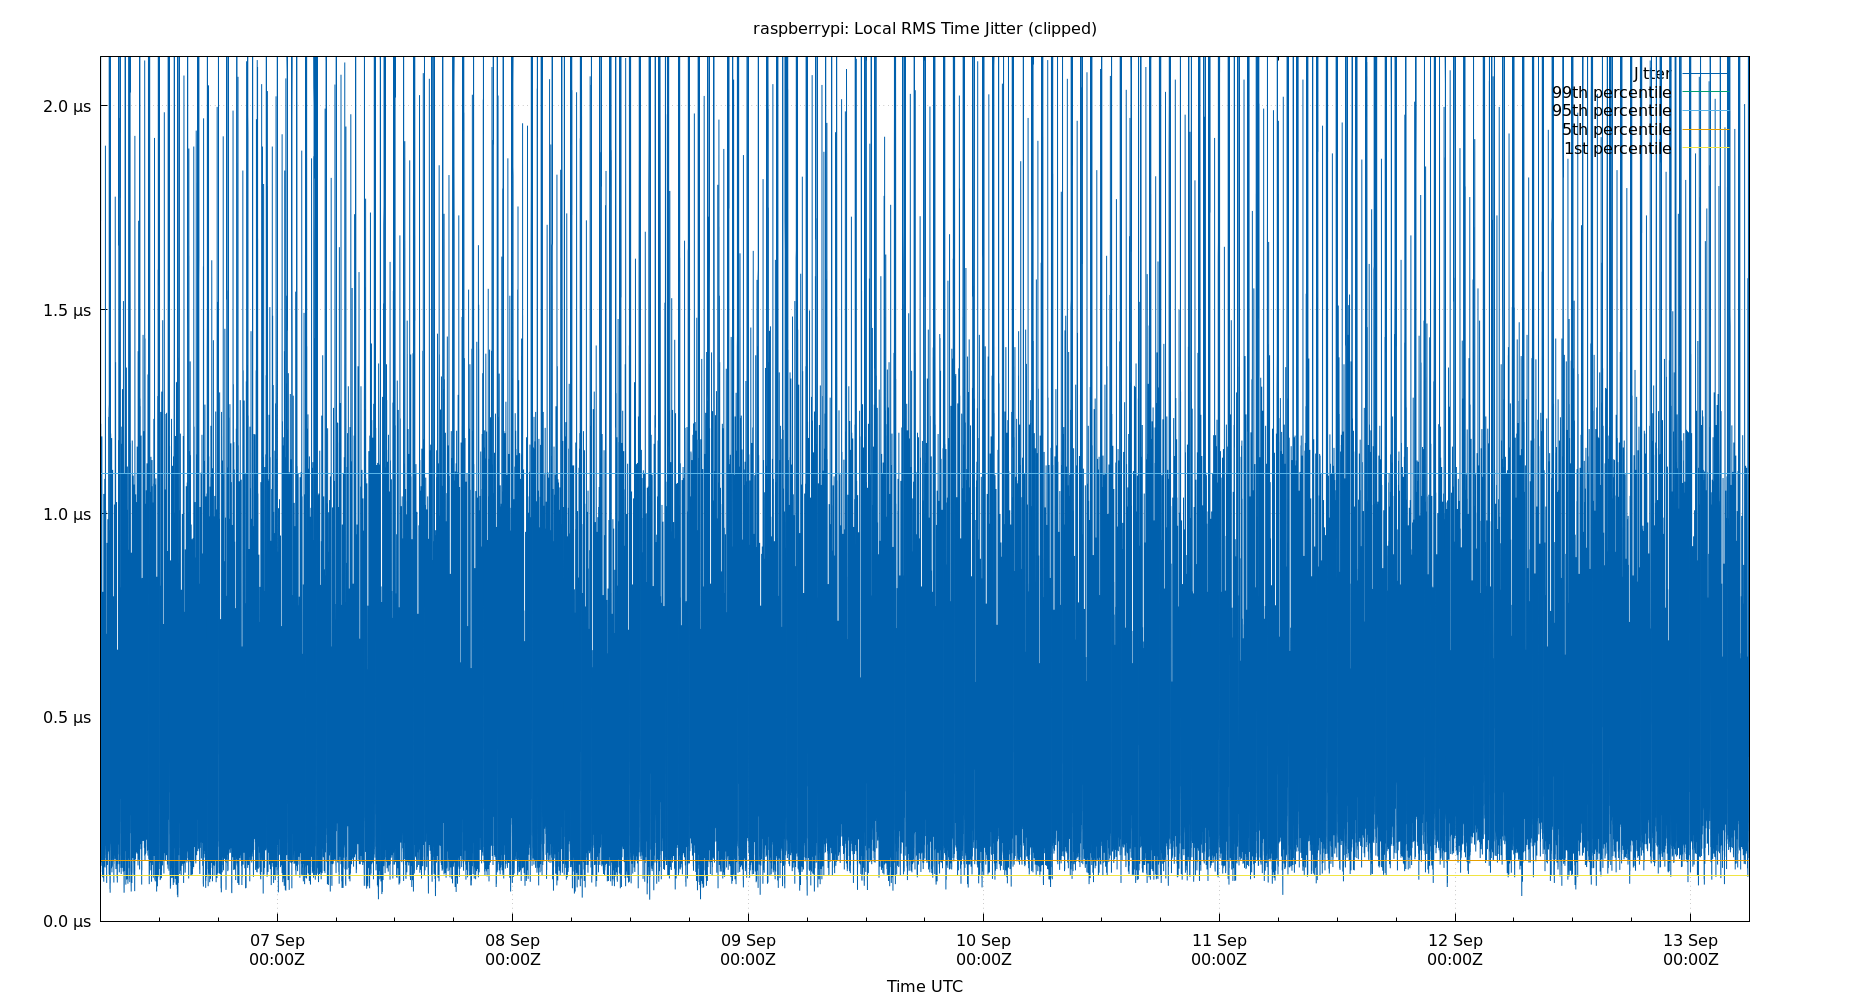 raspberrypi: Local RMS Time Jitter (clipped)
Jitter
99th percentile
95th percentile
5th percentile
1st percentile
2.0 μs
1.5 μs
1.0 μs
0.5 μs
0.0 μs
07 Sep
00:00Z
08 Sep
00:00Z
09 Sep
00:00Z
10 Sep
00:00Z
11 Sep
00:00Z
12 Sep
00:00Z
13 Sep
00:00Z
Time UTC